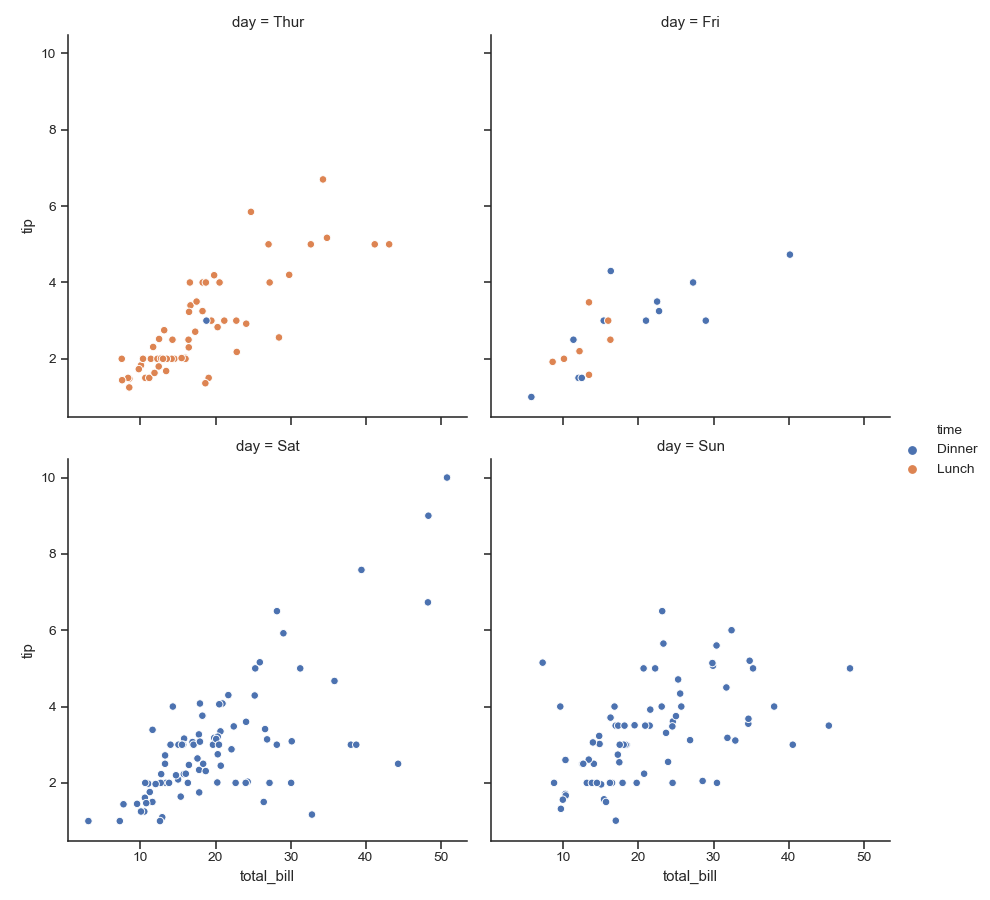 day = Thur
day = Fri
10
8
6
4
2
tip
day = Sat
day = Sun
time
Dinner
Lunch
10
8
6
4
2
tip
10 20 30 40 50
10 20 30 40 50
total_bill
total_bill